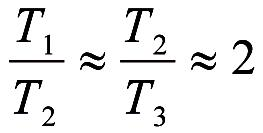 T₁/T₂ ≈ T₂/T₃ ≈ 2